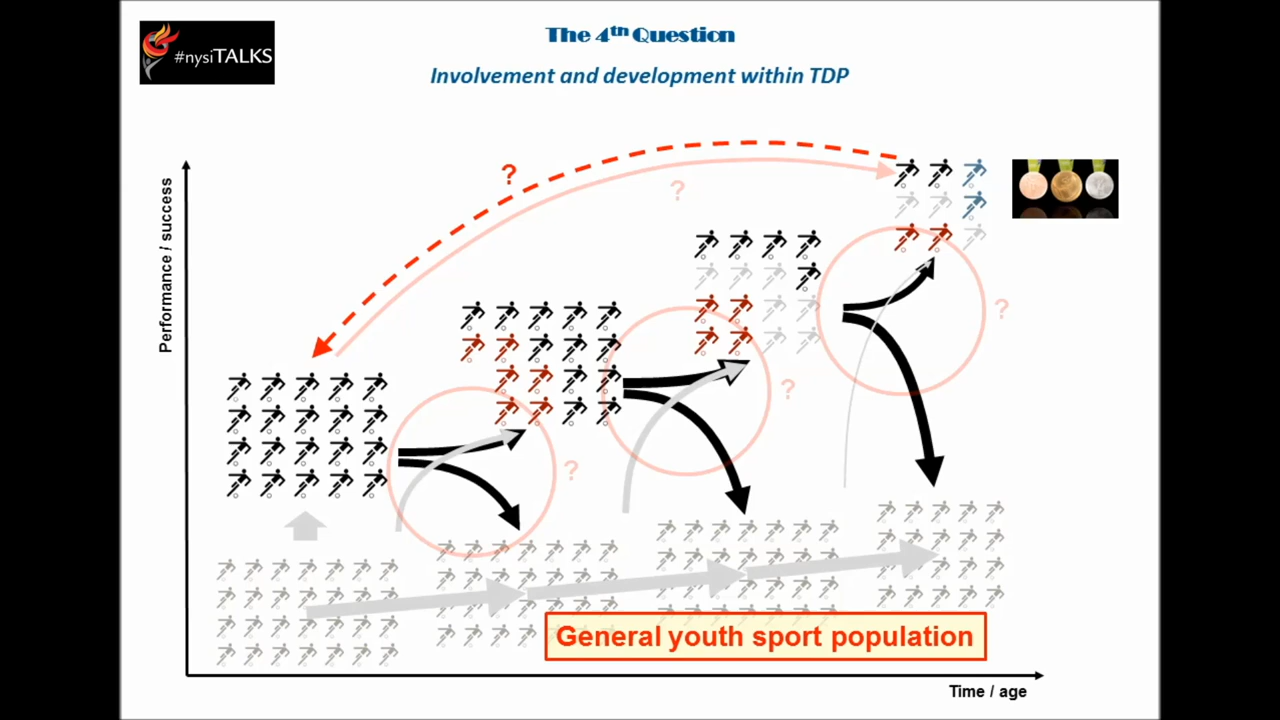 #nysiTALKS
The 4th Question
Involvement and development within TDP
?
?
?
?
?
Performance / success
General youth sport population
Time / age